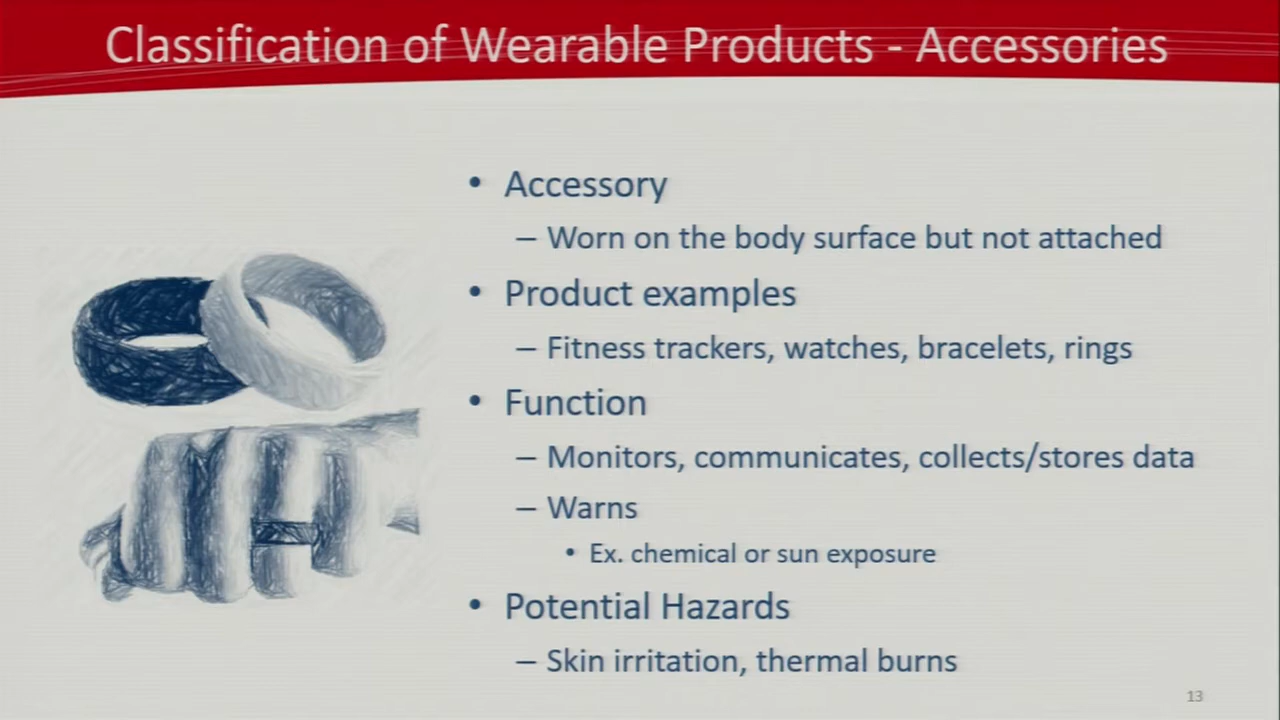 Classification of Wearable Products - Accessories
• Accessory
– Worn on the body surface but not attached
• Product examples
– Fitness trackers, watches, bracelets, rings
• Function
– Monitors, communicates, collects/stores data
– Warns
• Ex. chemical or sun exposure
• Potential Hazards
– Skin irritation, thermal burns
13